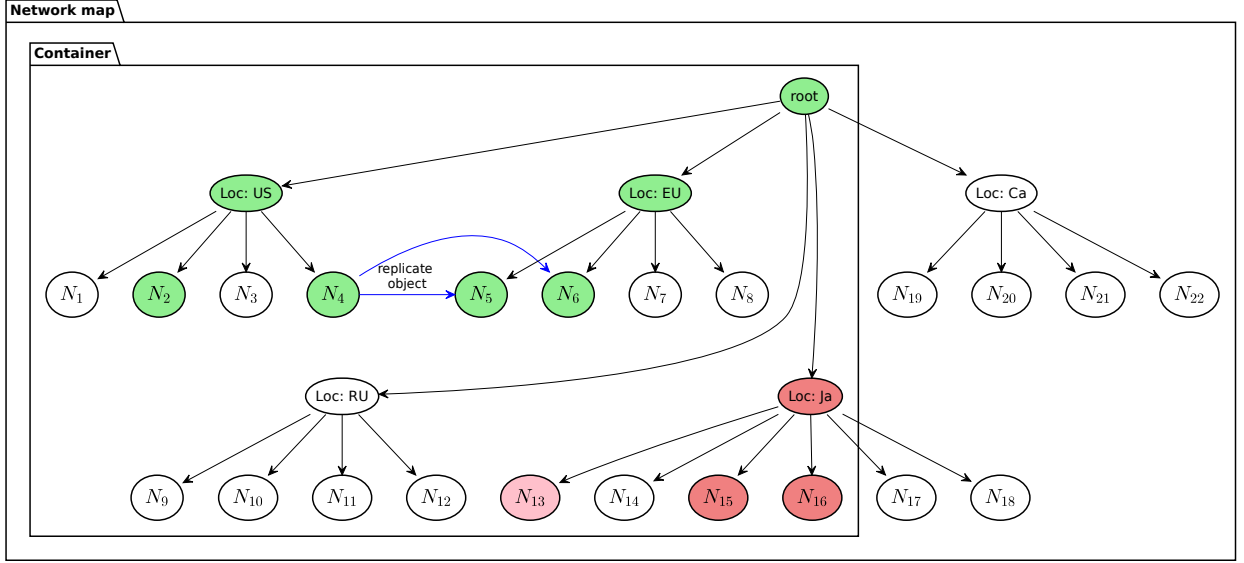 Network map
Container
root
Loc: US
Loc: EU
Loc: Ca
replicate
object
N1
N2
N3
N4
N5
N6
N7
N8
N19
N20
N21
N22
Loc: RU
Loc: Ja
N9
N10
N11
N12
N13
N14
N15
N16
N17
N18